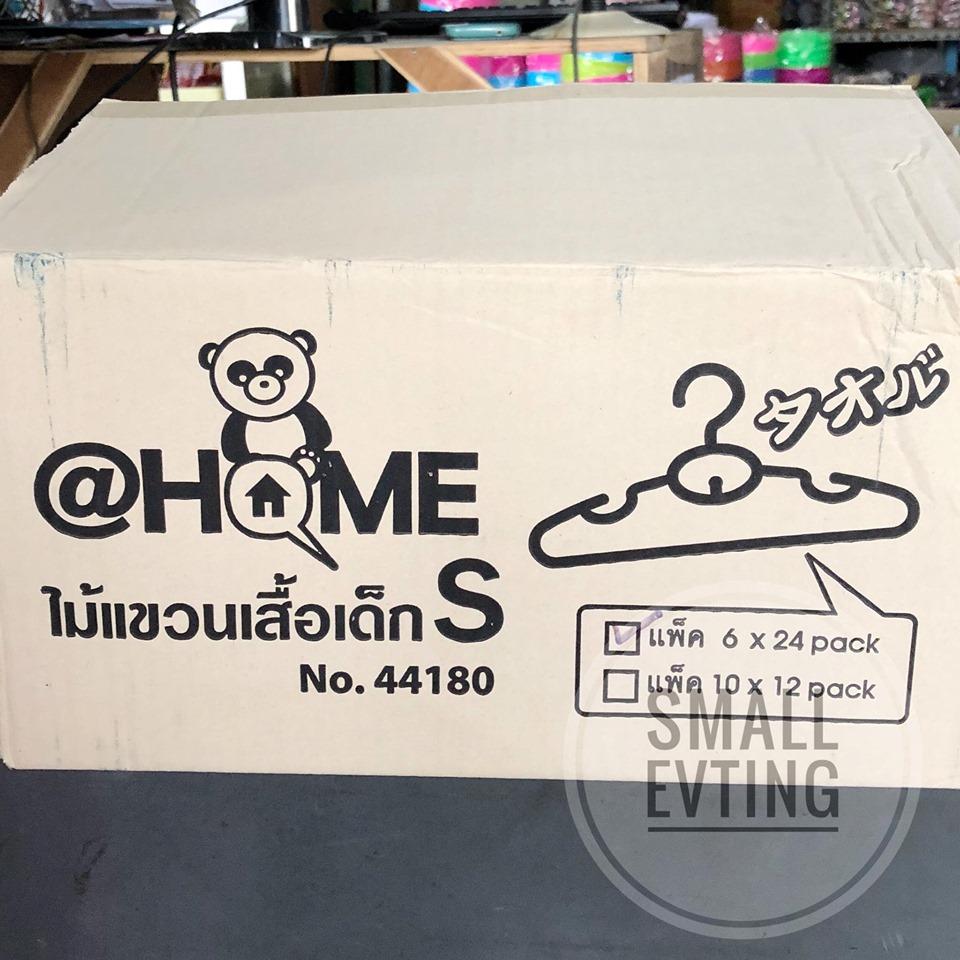 タオル
@HOME
ไม้แขวนเสื้อเด็ก S
No. 44180
แพ็ค 6 x 24 pack
แพ็ค 10 x 12 pack
SMALL
EVTING